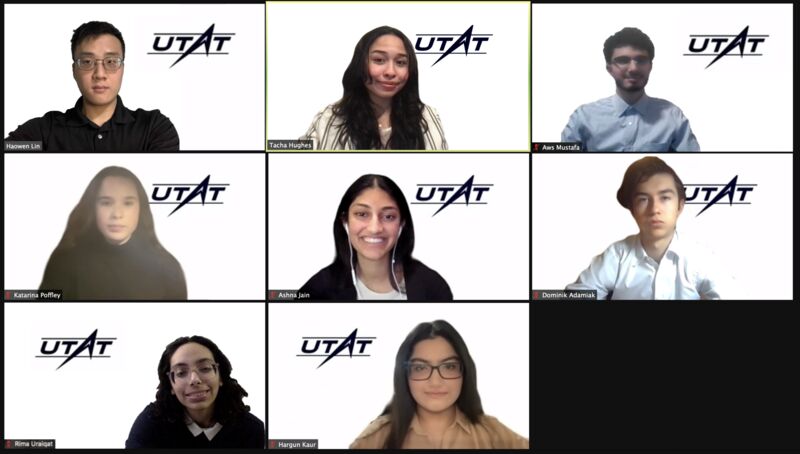 UTAT
UTAT
UTAT
Haowen Lin
Tacha Hughes
Aws Mustafa
UTAT
UTAT
UTAT
Katarina Poffley
Ashna Jain
Dominik Adamiak
UTAT
UTAT
Rima Uraiqat
Hargun Kaur